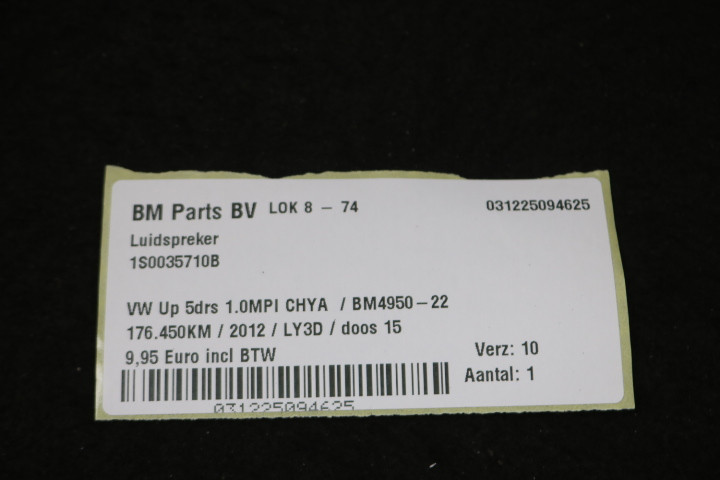 BM Parts BV LOK 8 – 74 031225094625
Luidspreker
1S0035710B
VW Up 5drs 1.0MPI CHYA / BM4950-22
176.450KM / 2012 / LY3D / doos 15
9,95 Euro incl BTW
Verz: 10
Aantal: 1
031225094625